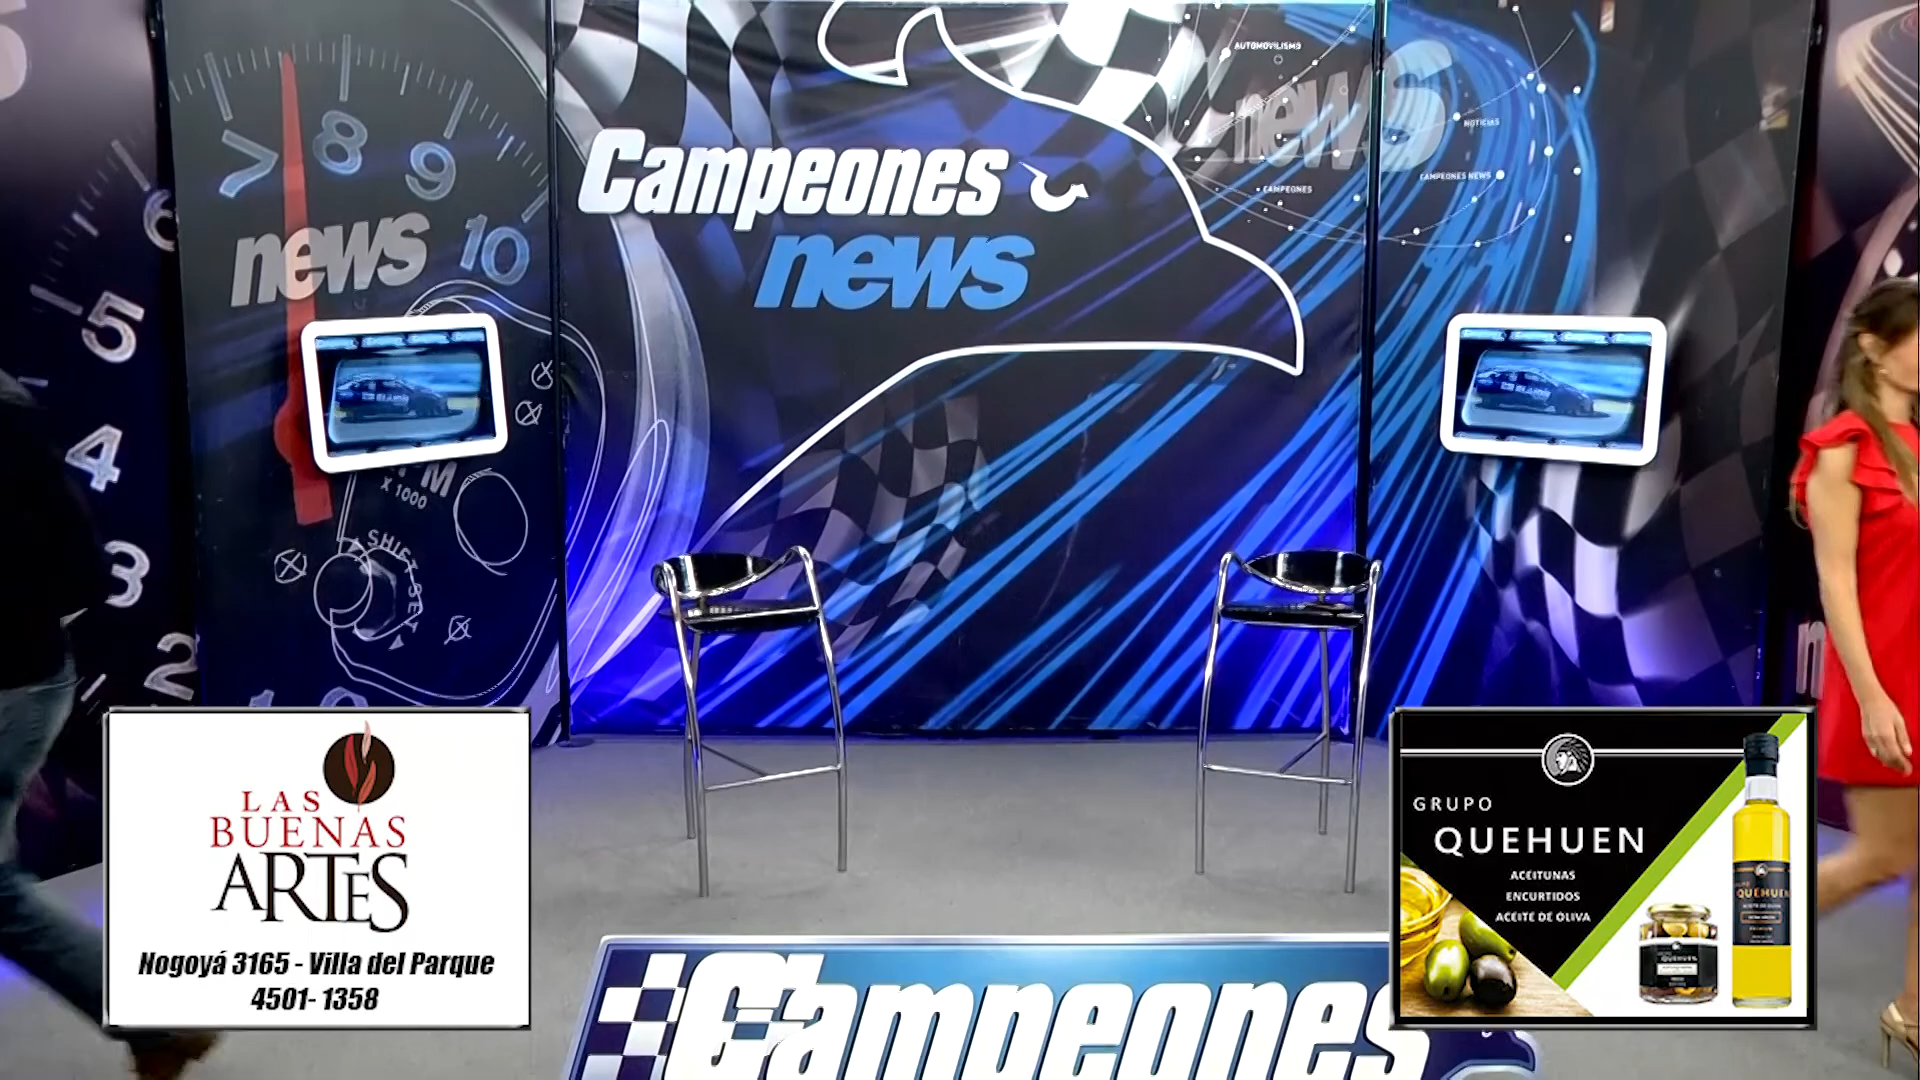 AUTOMOVILISMO
news
NOTICIAS
CAMPEONES NEWS
CAMPEONES
7
8
9
10
news
6
5
4
3
2
Campeones
news
X 1000
SHIFT SET
LAS
BUENAS
ARTES
Nogoyá 3165 - Villa del Parque
4501- 1358
GRUPO
QUEHUEN
ACEITUNAS
ENCURTIDOS
ACEITE DE OLIVA
QUEHUEN
Campeones